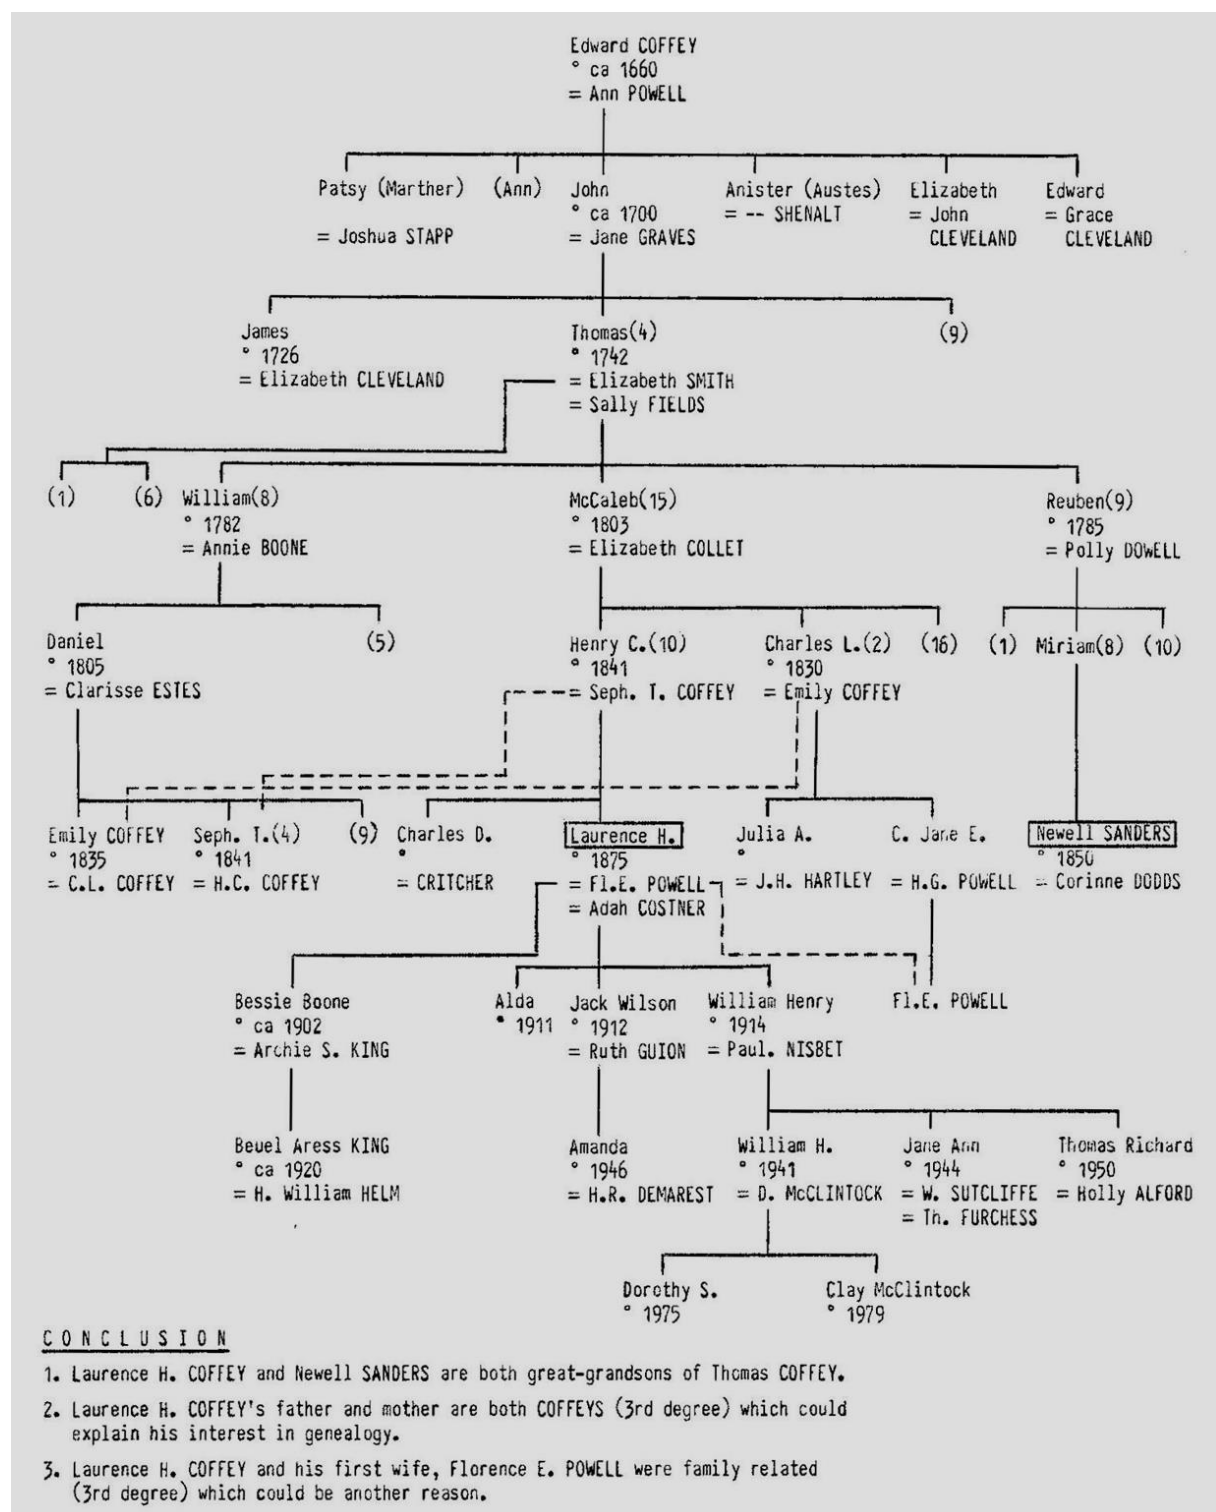 Edward COFFEY
° ca 1660
= Ann POWELL
Patsy (Marther) (Ann) John Anister (Austes) Elizabeth Edward
° ca 1700 = -- SHENALT = John = Grace
= Joshua STAPP = Jane GRAVES CLEVELAND CLEVELAND
James Thomas(4) (9)
° 1726 ° 1742
= Elizabeth CLEVELAND = Elizabeth SMITH
= Sally FIELDS
(1) (6) William(8) McCaleb(15) Reuben(9)
° 1782 ° 1803 ° 1785
= Annie BOONE = Elizabeth COLLET = Polly DOWELL
Daniel (5) Henry C.(10) Charles L.(2) (16) (1) Miriam(8) (10)
° 1805 ° 1841 ° 1830
= Clarisse ESTES = Seph. T. COFFEY = Emily COFFEY
Emily COFFEY Seph. T.(4) (9) Charles D. Laurence H. Julia A. C. Jane E. Newell SANDERS
° 1835 ° 1841 ° ° 1875 ° ° 1850
= C.L. COFFEY = H.C. COFFEY = CRITCHER = Fl.E. POWELL = J.H. HARTLEY = H.G. POWELL = Corinne DODDS
= Adah COSTNER
Bessie Boone Alda Jack Wilson William Henry Fl.E. POWELL
° ca 1902 ° 1911 ° 1912 ° 1914
= Archie S. KING = Ruth GUION = Paul. NISBET
Beuel Aress KING Amanda William H. Jane Ann Thomas Richard
° ca 1920 ° 1946 ° 1941 ° 1944 ° 1950
= H. William HELM = H.R. DEMAREST = D. McCLINTOCK = W. SUTCLIFFE = Holly ALFORD
= Th. FURCHESS
Dorothy S. Clay McClintock
° 1975 ° 1979
CONCLUSION
1. Laurence H. COFFEY and Newell SANDERS are both great-grandsons of Thomas COFFEY.
2. Laurence H. COFFEY's father and mother are both COFFEYS (3rd degree) which could
explain his interest in genealogy.
3. Laurence H. COFFEY and his first wife, Florence E. POWELL were family related
(3rd degree) which could be another reason.